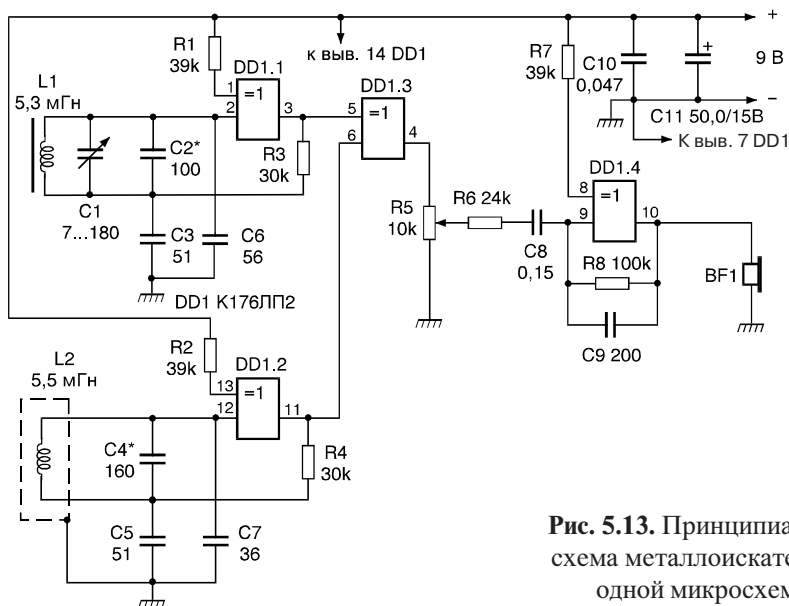 +
R1
39k
к выв. 14 DD1
R7
39k
C10
0,047
+
9 В
−
C11 50,0/15В
К выв. 7 DD1
L1
5,3 мГн
DD1.1
1
2
=1
3
DD1.3
5
6
=1
4
C2*
100
R3
30k
C1
7...180
C3
51
C6
56
R5
10k
R6 24k
C8
0,15
DD1.4
8
9
=1
10
R8 100k
C9 200
BF1
DD1 К176ЛП2
L2
5,5 мГн
R2
39k
DD1.2
13
12
=1
11
C4*
160
R4
30k
C5
51
C7
36
Рис. 5.13. Принципиа
схема металлоискате
одной микросхем